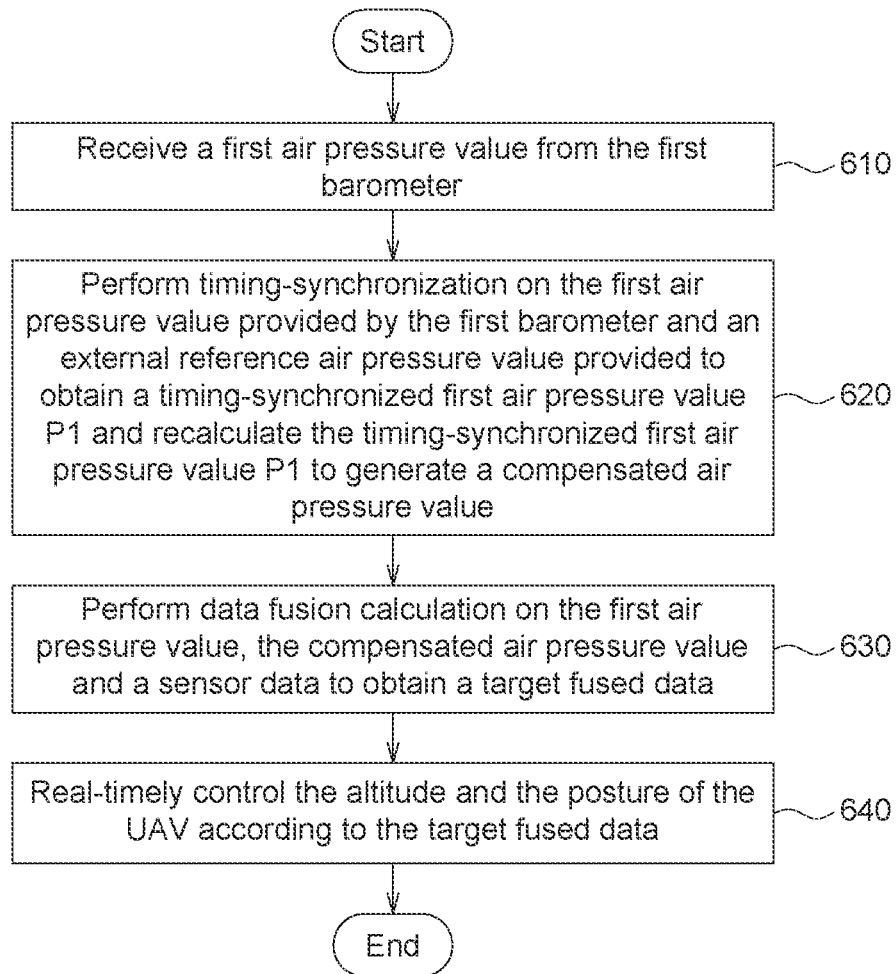 Start
Receive a first air pressure value from the first
barometer
610
Perform timing-synchronization on the first air
pressure value provided by the first barometer and an
external reference air pressure value provided to
obtain a timing-synchronized first air pressure value
P1 and recalculate the timing-synchronized first air
pressure value P1 to generate a compensated air
pressure value
620
Perform data fusion calculation on the first air
pressure value, the compensated air pressure value
and a sensor data to obtain a target fused data
630
Real-timely control the altitude and the posture of the
UAV according to the target fused data
640
End